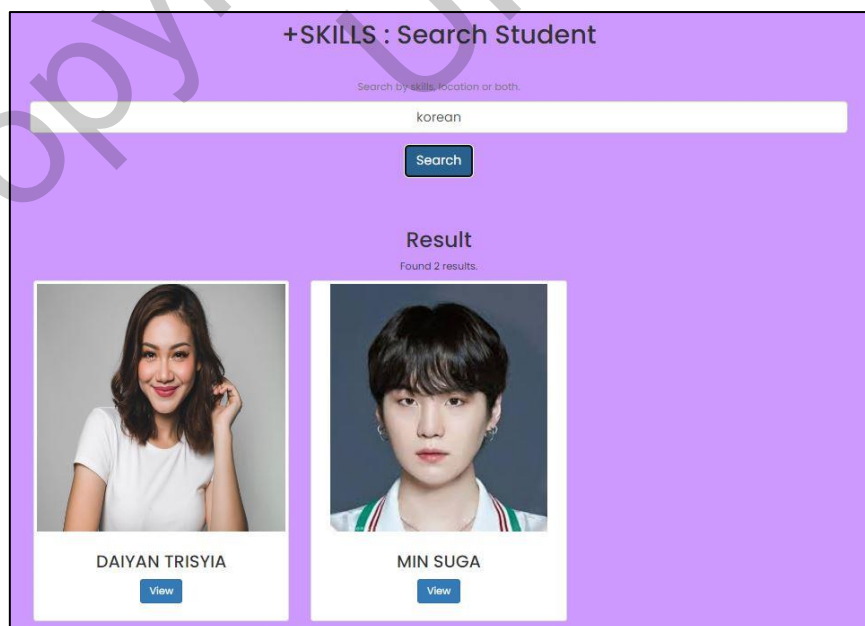 +SKILLS : Search Student
Search by skills, location or both.
korean
Search
Result
Found 2 results.
DAIYAN TRISYIA
MIN SUGA
View
View